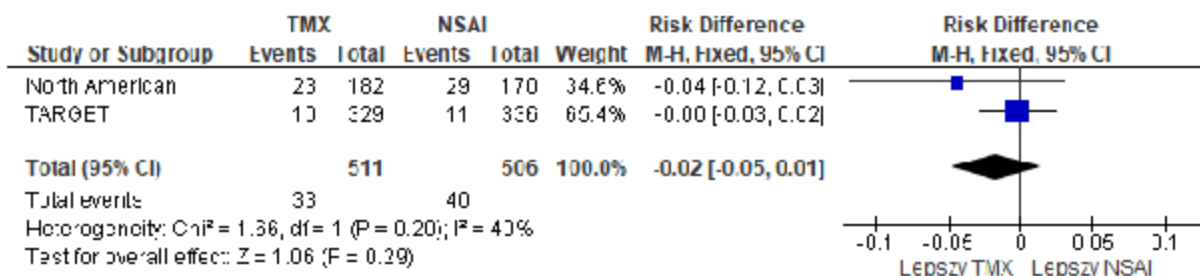 TMX NSAI Risk Difference Risk Difference
Study or Subgroup Events Total Events Total Weight M-H, Fixed, 95% CI M-H, Fixed, 95% CI
North American 23 182 29 170 34.6% -0.04 [-0.12, 0.03]
TARGET 10 329 11 336 65.4% -0.00 [-0.03, 0.02]
Total (95% CI) 511 506 100.0% -0.02 [-0.05, 0.01]
Total events 33 40
Heterogeneity: Chi² = 1.66, df = 1 (P = 0.20); I² = 40%
Test for overall effect: Z = 1.06 (P = 0.29)
-0.1 -0.05 0 0.05 0.1
Lepszy TMX Lepszy NSAI